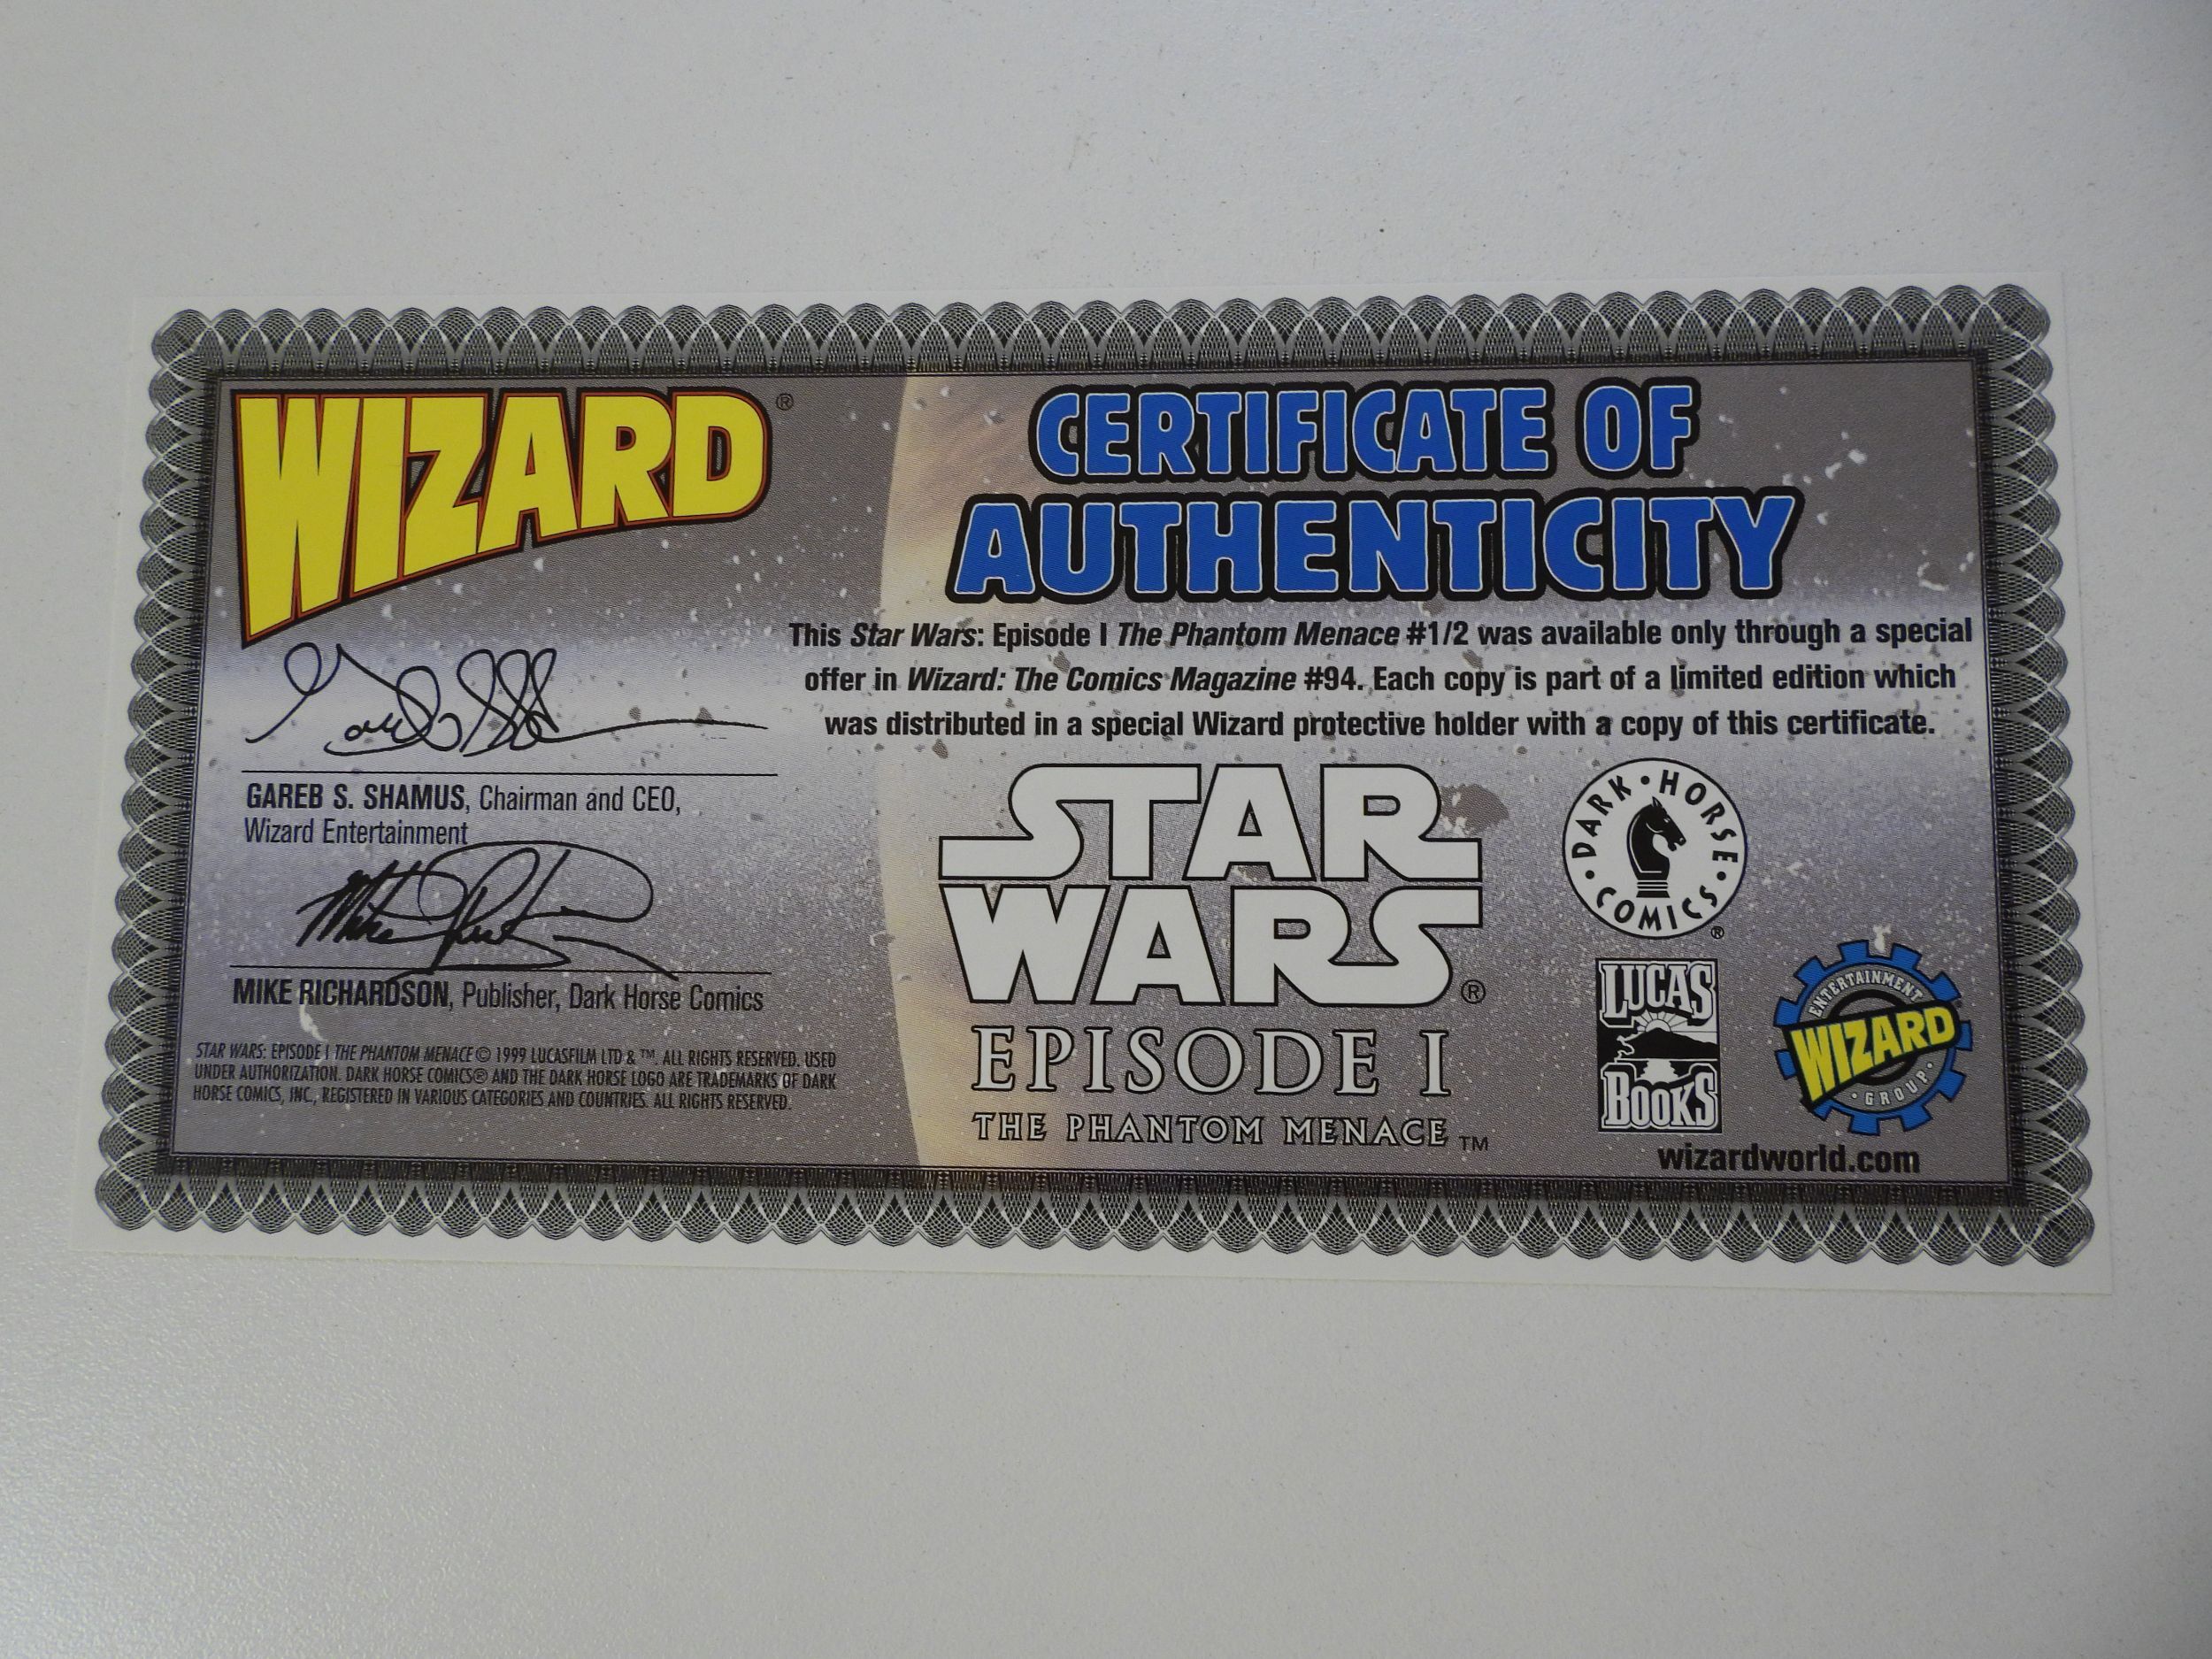 WIZARD®
CERTIFICATE OF
AUTHENTICITY
This Star Wars: Episode I The Phantom Menace #1/2 was available only through a special
offer in Wizard: The Comics Magazine #94. Each copy is part of a limited edition which
was distributed in a special Wizard protective holder with a copy of this certificate.
GAREB S. SHAMUS, Chairman and CEO,
Wizard Entertainment
MIKE RICHARDSON, Publisher, Dark Horse Comics
STAR WARS: EPISODE I THE PHANTOM MENACE © 1999 LUCASFILM LTD & ™. ALL RIGHTS RESERVED. USED
UNDER AUTHORIZATION. DARK HORSE COMICS® AND THE DARK HORSE LOGO ARE TRADEMARKS OF DARK
HORSE COMICS, INC., REGISTERED IN VARIOUS CATEGORIES AND COUNTRIES. ALL RIGHTS RESERVED.
STAR
WARS®
EPISODE I
THE PHANTOM MENACE™
DARK • HORSE • COMICS •®
LUCAS
BOOKS
ENTERTAINMENT
WIZARD®
• GROUP •
wizardworld.com